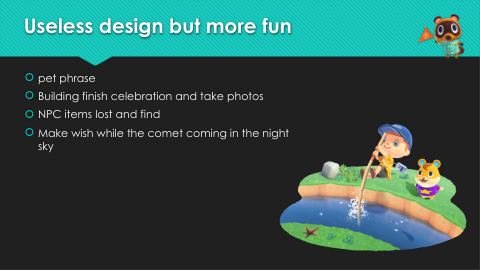 Useless design but more fun
pet phrase
Building finish celebration and take photos
NPC items lost and find
Make wish while the comet coming in the night
sky